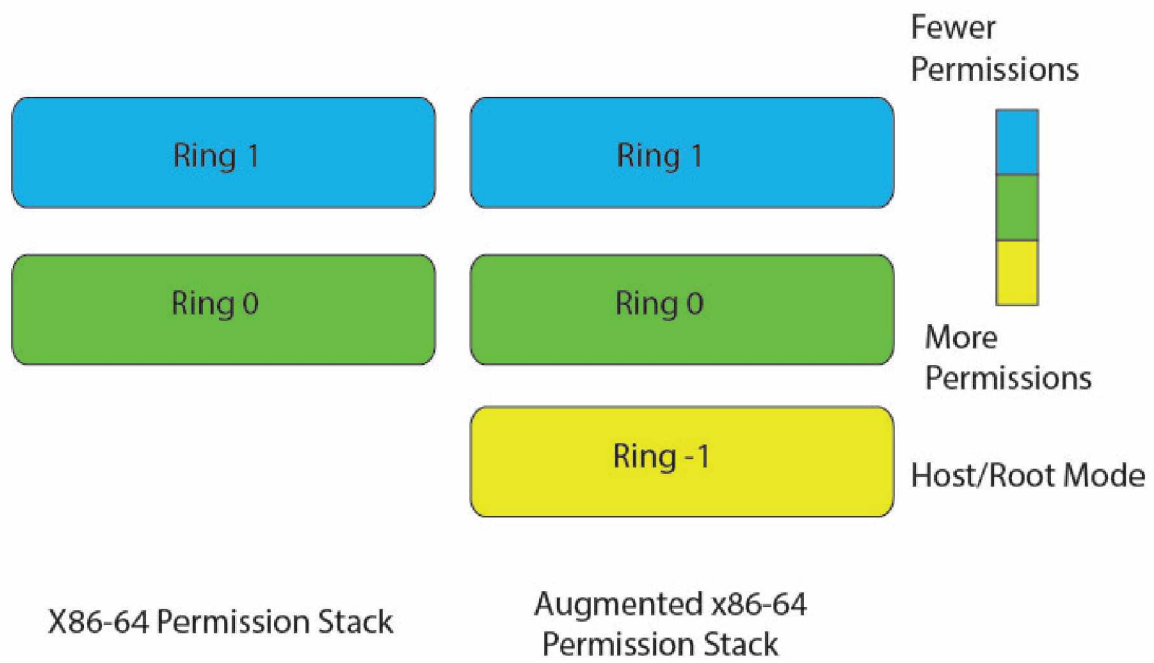 Fewer
Permissions
Ring 1
Ring 1
Ring 0
Ring 0
More
Permissions
Ring -1
Host/Root Mode
X86-64 Permission Stack
Augmented x86-64
Permission Stack